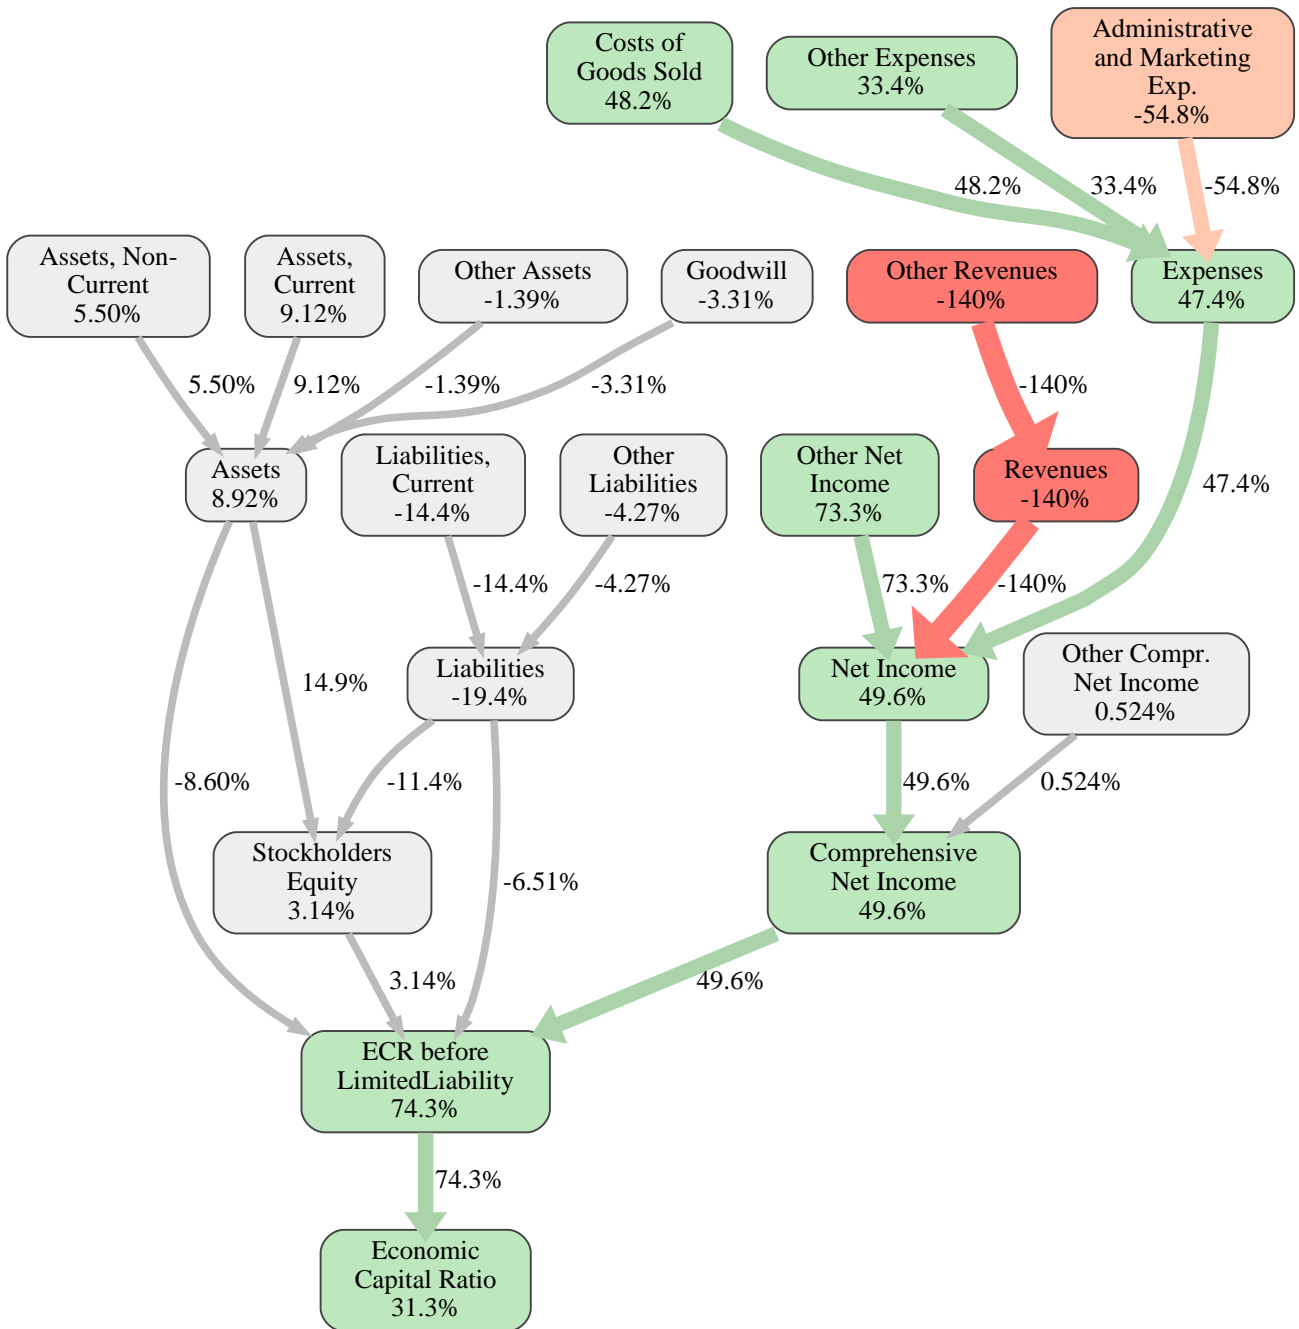 Costs of
Goods Sold
48.2%
Other Expenses
33.4%
Administrative
and Marketing
Exp.
-54.8%
48.2%
33.4%
-54.8%
Assets, Non-
Current
5.50%
Assets,
Current
9.12%
Other Assets
-1.39%
Goodwill
-3.31%
Other Revenues
-140%
Expenses
47.4%
5.50%
9.12%
-1.39%
-3.31%
-140%
Assets
8.92%
Liabilities,
Current
-14.4%
Other
Liabilities
-4.27%
Other Net
Income
73.3%
Revenues
-140%
47.4%
-14.4%
-4.27%
73.3%
-140%
14.9%
Liabilities
-19.4%
Net Income
49.6%
Other Compr.
Net Income
0.524%
-8.60%
-11.4%
49.6%
0.524%
Stockholders
Equity
3.14%
-6.51%
Comprehensive
Net Income
49.6%
3.14%
49.6%
ECR before
LimitedLiability
74.3%
74.3%
Economic
Capital Ratio
31.3%